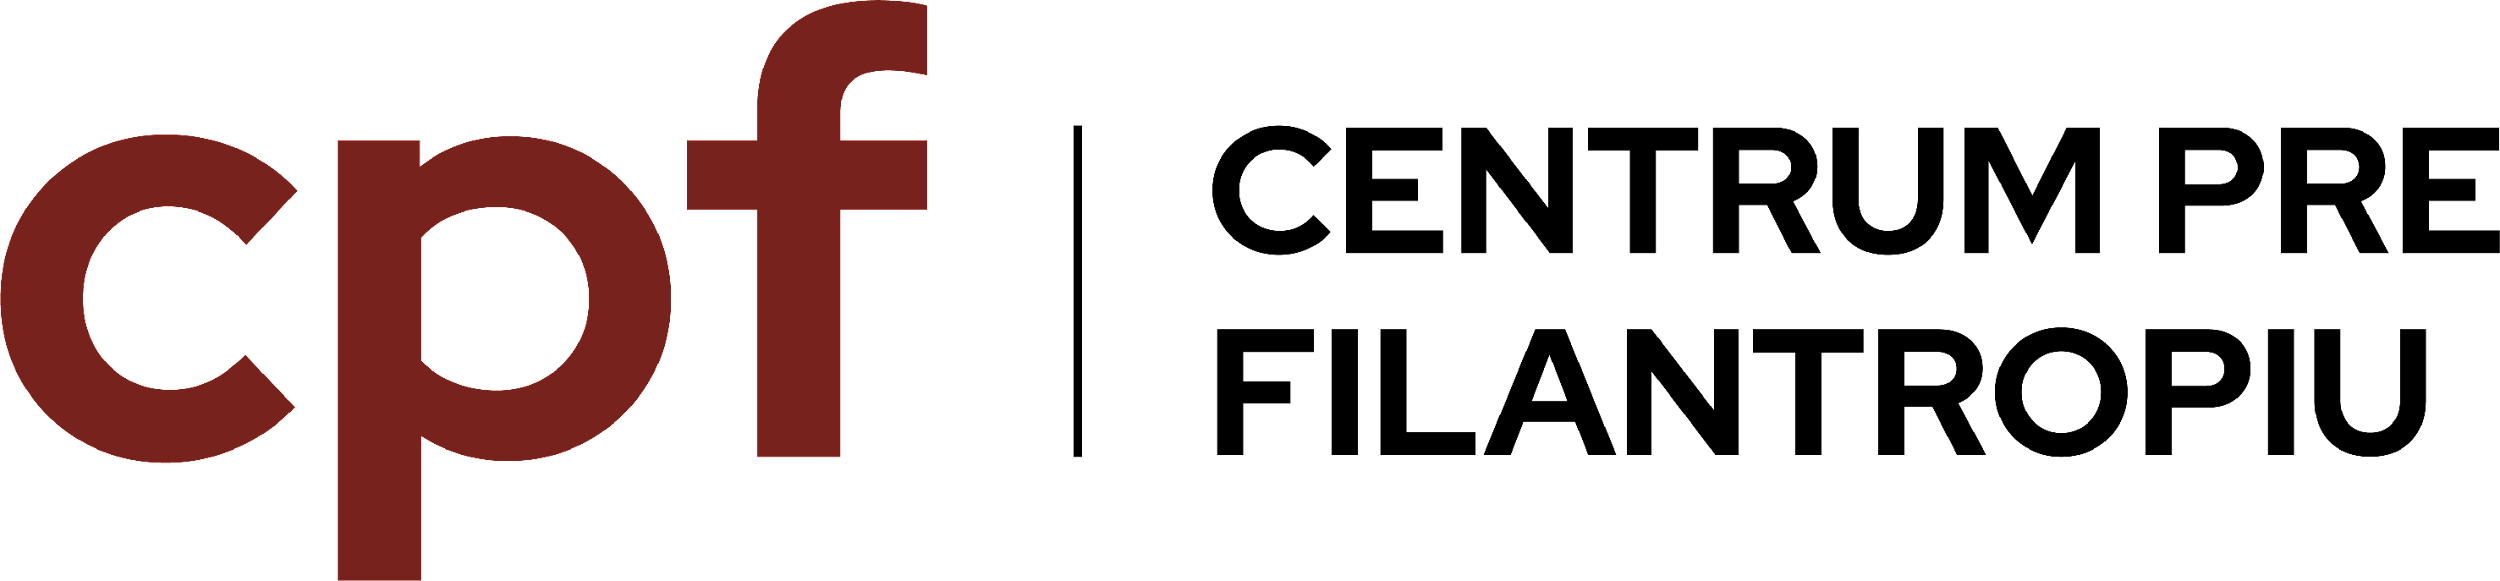 cpf
CENTRUM PRE
FILANTROPIU